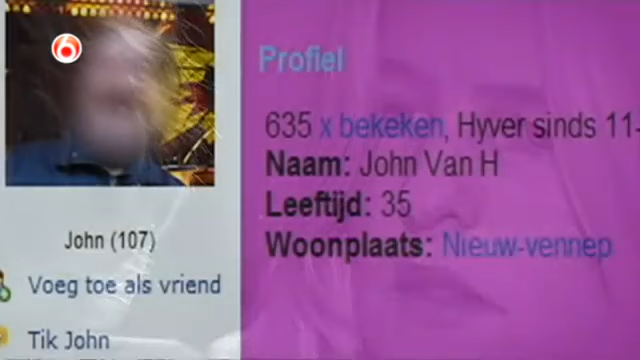 6
Profiel
635 x bekeken, Hyver sinds 11-
Naam: John Van H
Leeftijd: 35
Woonplaats: Nieuw-vennep
John (107)
Voeg toe als vriend
Tik John